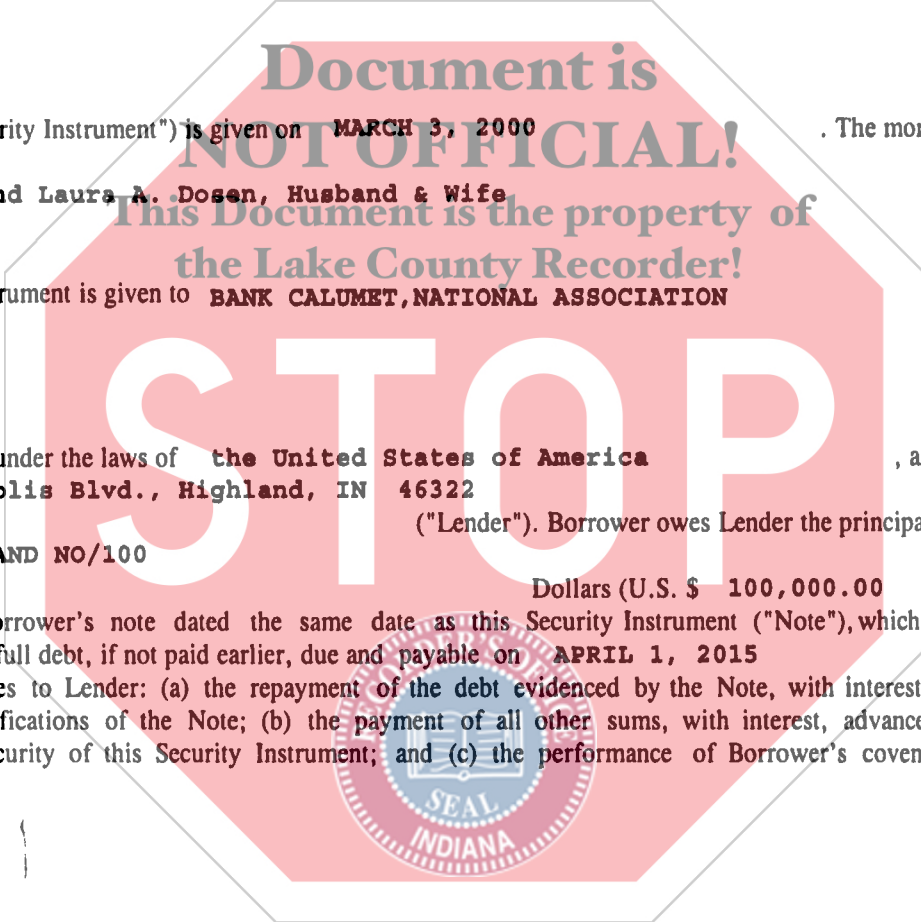 Document is
rity Instrument") is given on MARCH 3, 2000 . The mor
NOT OFFICIAL!
nd Laura A. Dosen, Husband & Wife
This Document is the property of
the Lake County Recorder!
rument is given to BANK CALUMET,NATIONAL ASSOCIATION
STOP
under the laws of the United States of America , a
olis Blvd., Highland, IN 46322
("Lender"). Borrower owes Lender the principa
AND NO/100
Dollars (U.S. $ 100,000.00
orrower's note dated the same date as this Security Instrument ("Note"), which
full debt, if not paid earlier, due and payable on APRIL 1, 2015
es to Lender: (a) the repayment of the debt evidenced by the Note, with interest
fications of the Note; (b) the payment of all other sums, with interest, advance
curity of this Security Instrument; and (c) the performance of Borrower's coven
RECORDER'S OFFICE
SEAL
INDIANA